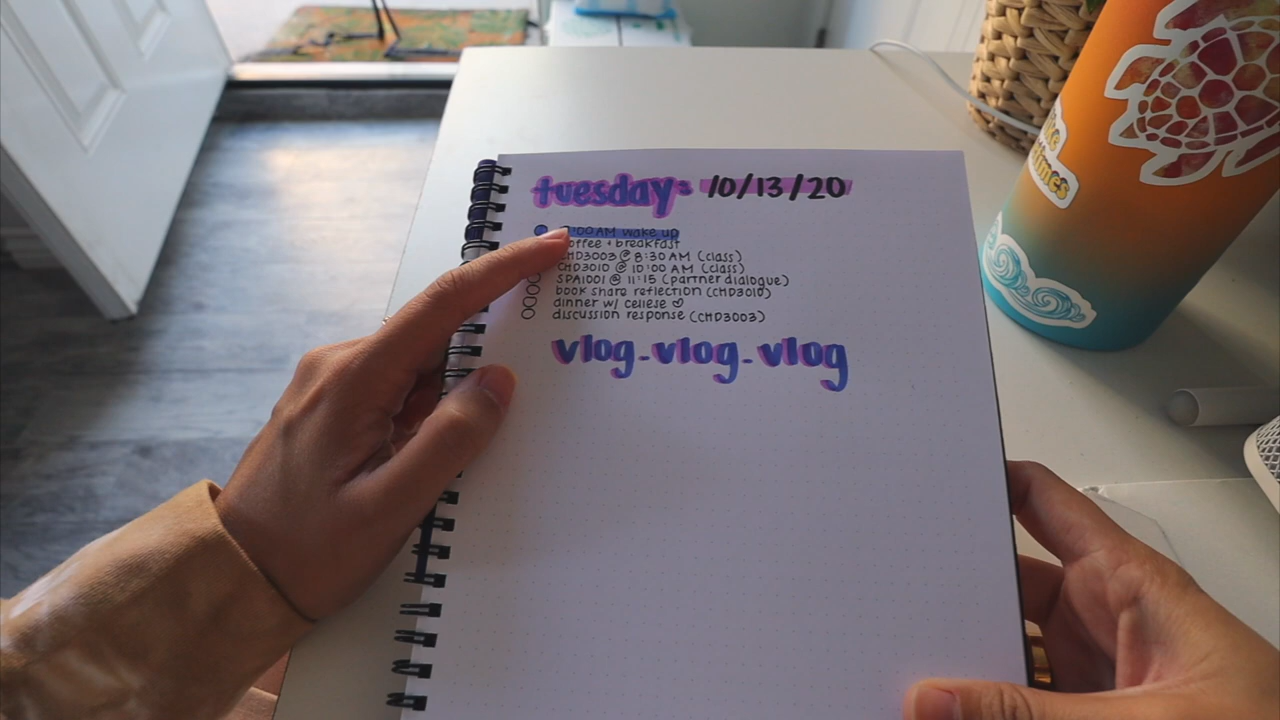 tuesday: 10/13/20
:00 AM wake up
coffee + breakfast
CHD3003 @ 8:30 AM (class)
CHD3010 @ 10:00 AM (class)
SPA1001 @ 11:15 (partner dialogue)
book share reflection (CHD3010)
dinner w/ celiese ♡
discussion response (CHD3003)
vlog - vlog - vlog